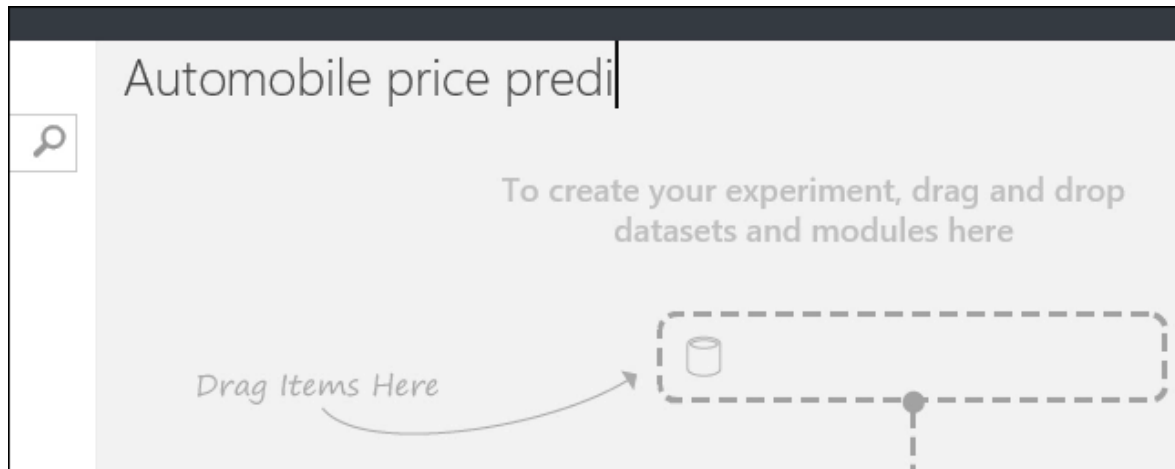 Automobile price predi
To create your experiment, drag and drop
datasets and modules here
Drag Items Here